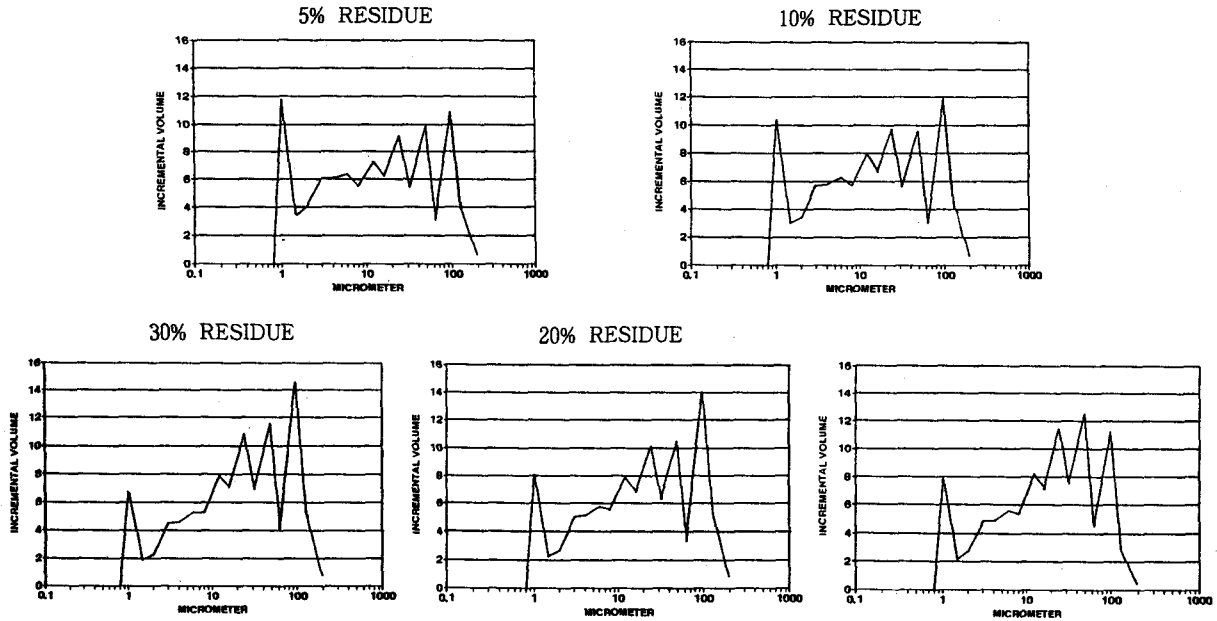 5% RESIDUE
16
14
12
10
8
6
4
2
0
INCREMENTAL VOLUME
0.1 1 10 100 1000
MICROMETER
10% RESIDUE
16
14
12
10
8
6
4
2
0
INCREMENTAL VOLUME
0.1 1 10 100 1000
MICROMETER
30% RESIDUE
16
14
12
10
8
6
4
2
0
INCREMENTAL VOLUME
0.1 1 10 100 1000
MICROMETER
20% RESIDUE
16
14
12
10
8
6
4
2
0
INCREMENTAL VOLUME
0.1 1 10 100 1000
MICROMETER
16
14
12
10
8
6
4
2
0
INCREMENTAL VOLUME
0.1 1 10 100 1000
MICROMETER